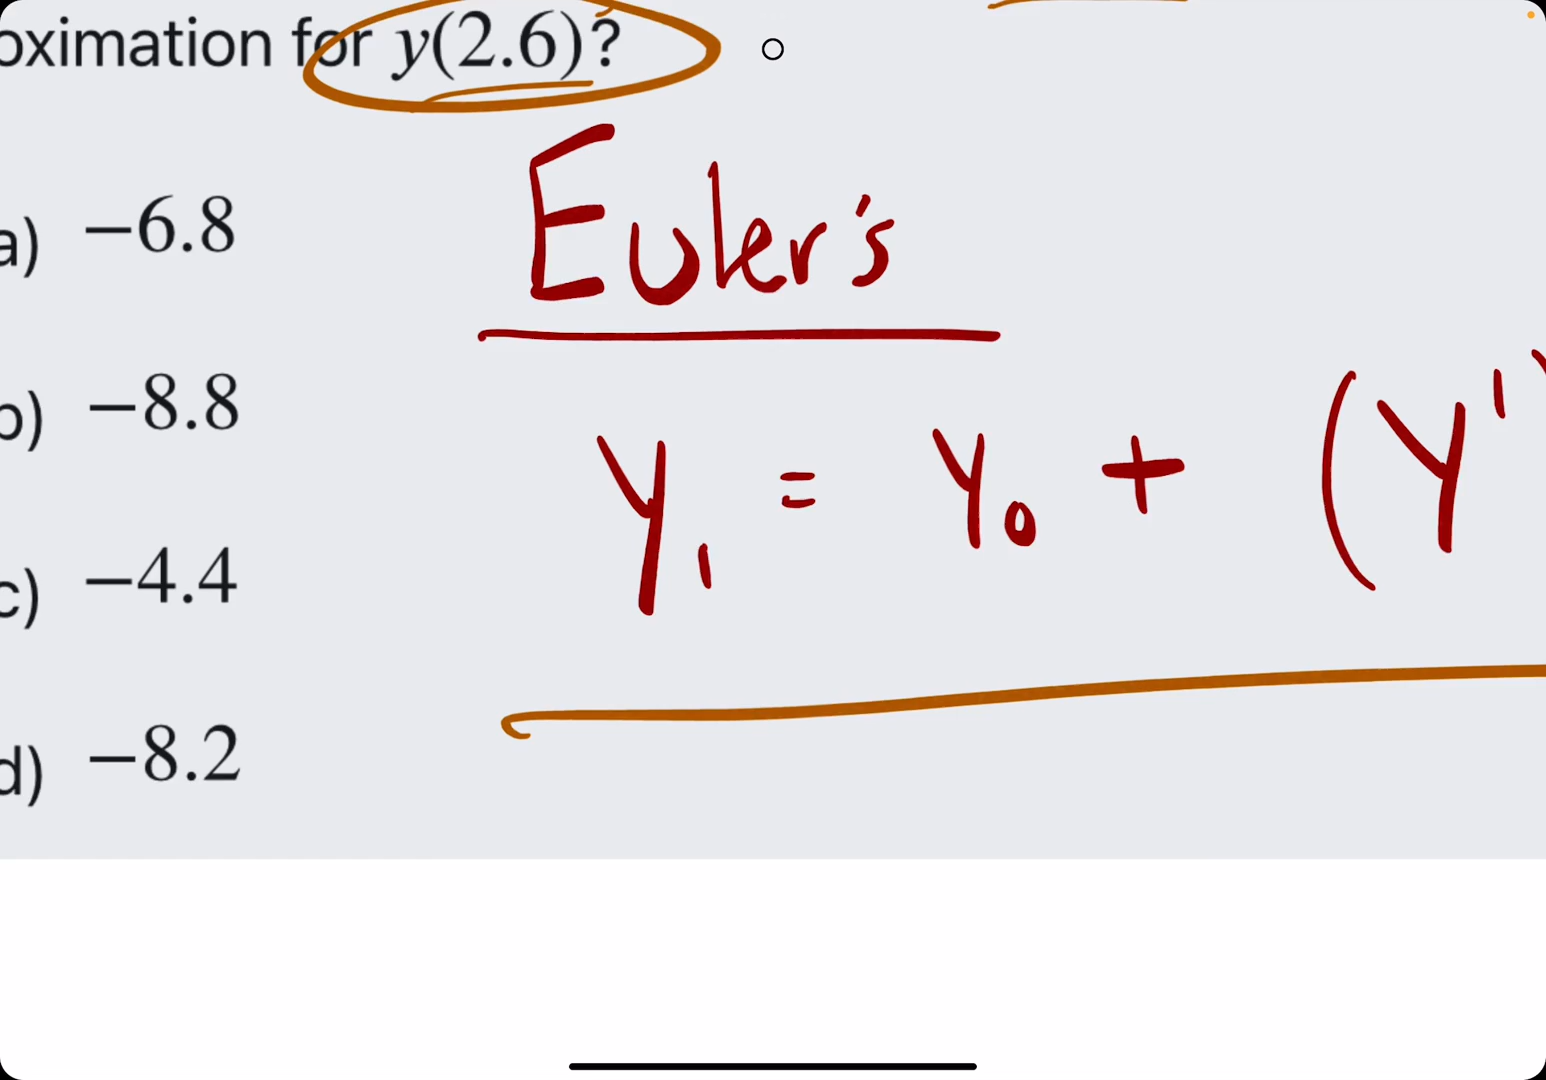 oximation for y(2.6)?
Euler's
a) −6.8
b) −8.8
y₁ = y₀ + (y'
c) −4.4
d) −8.2